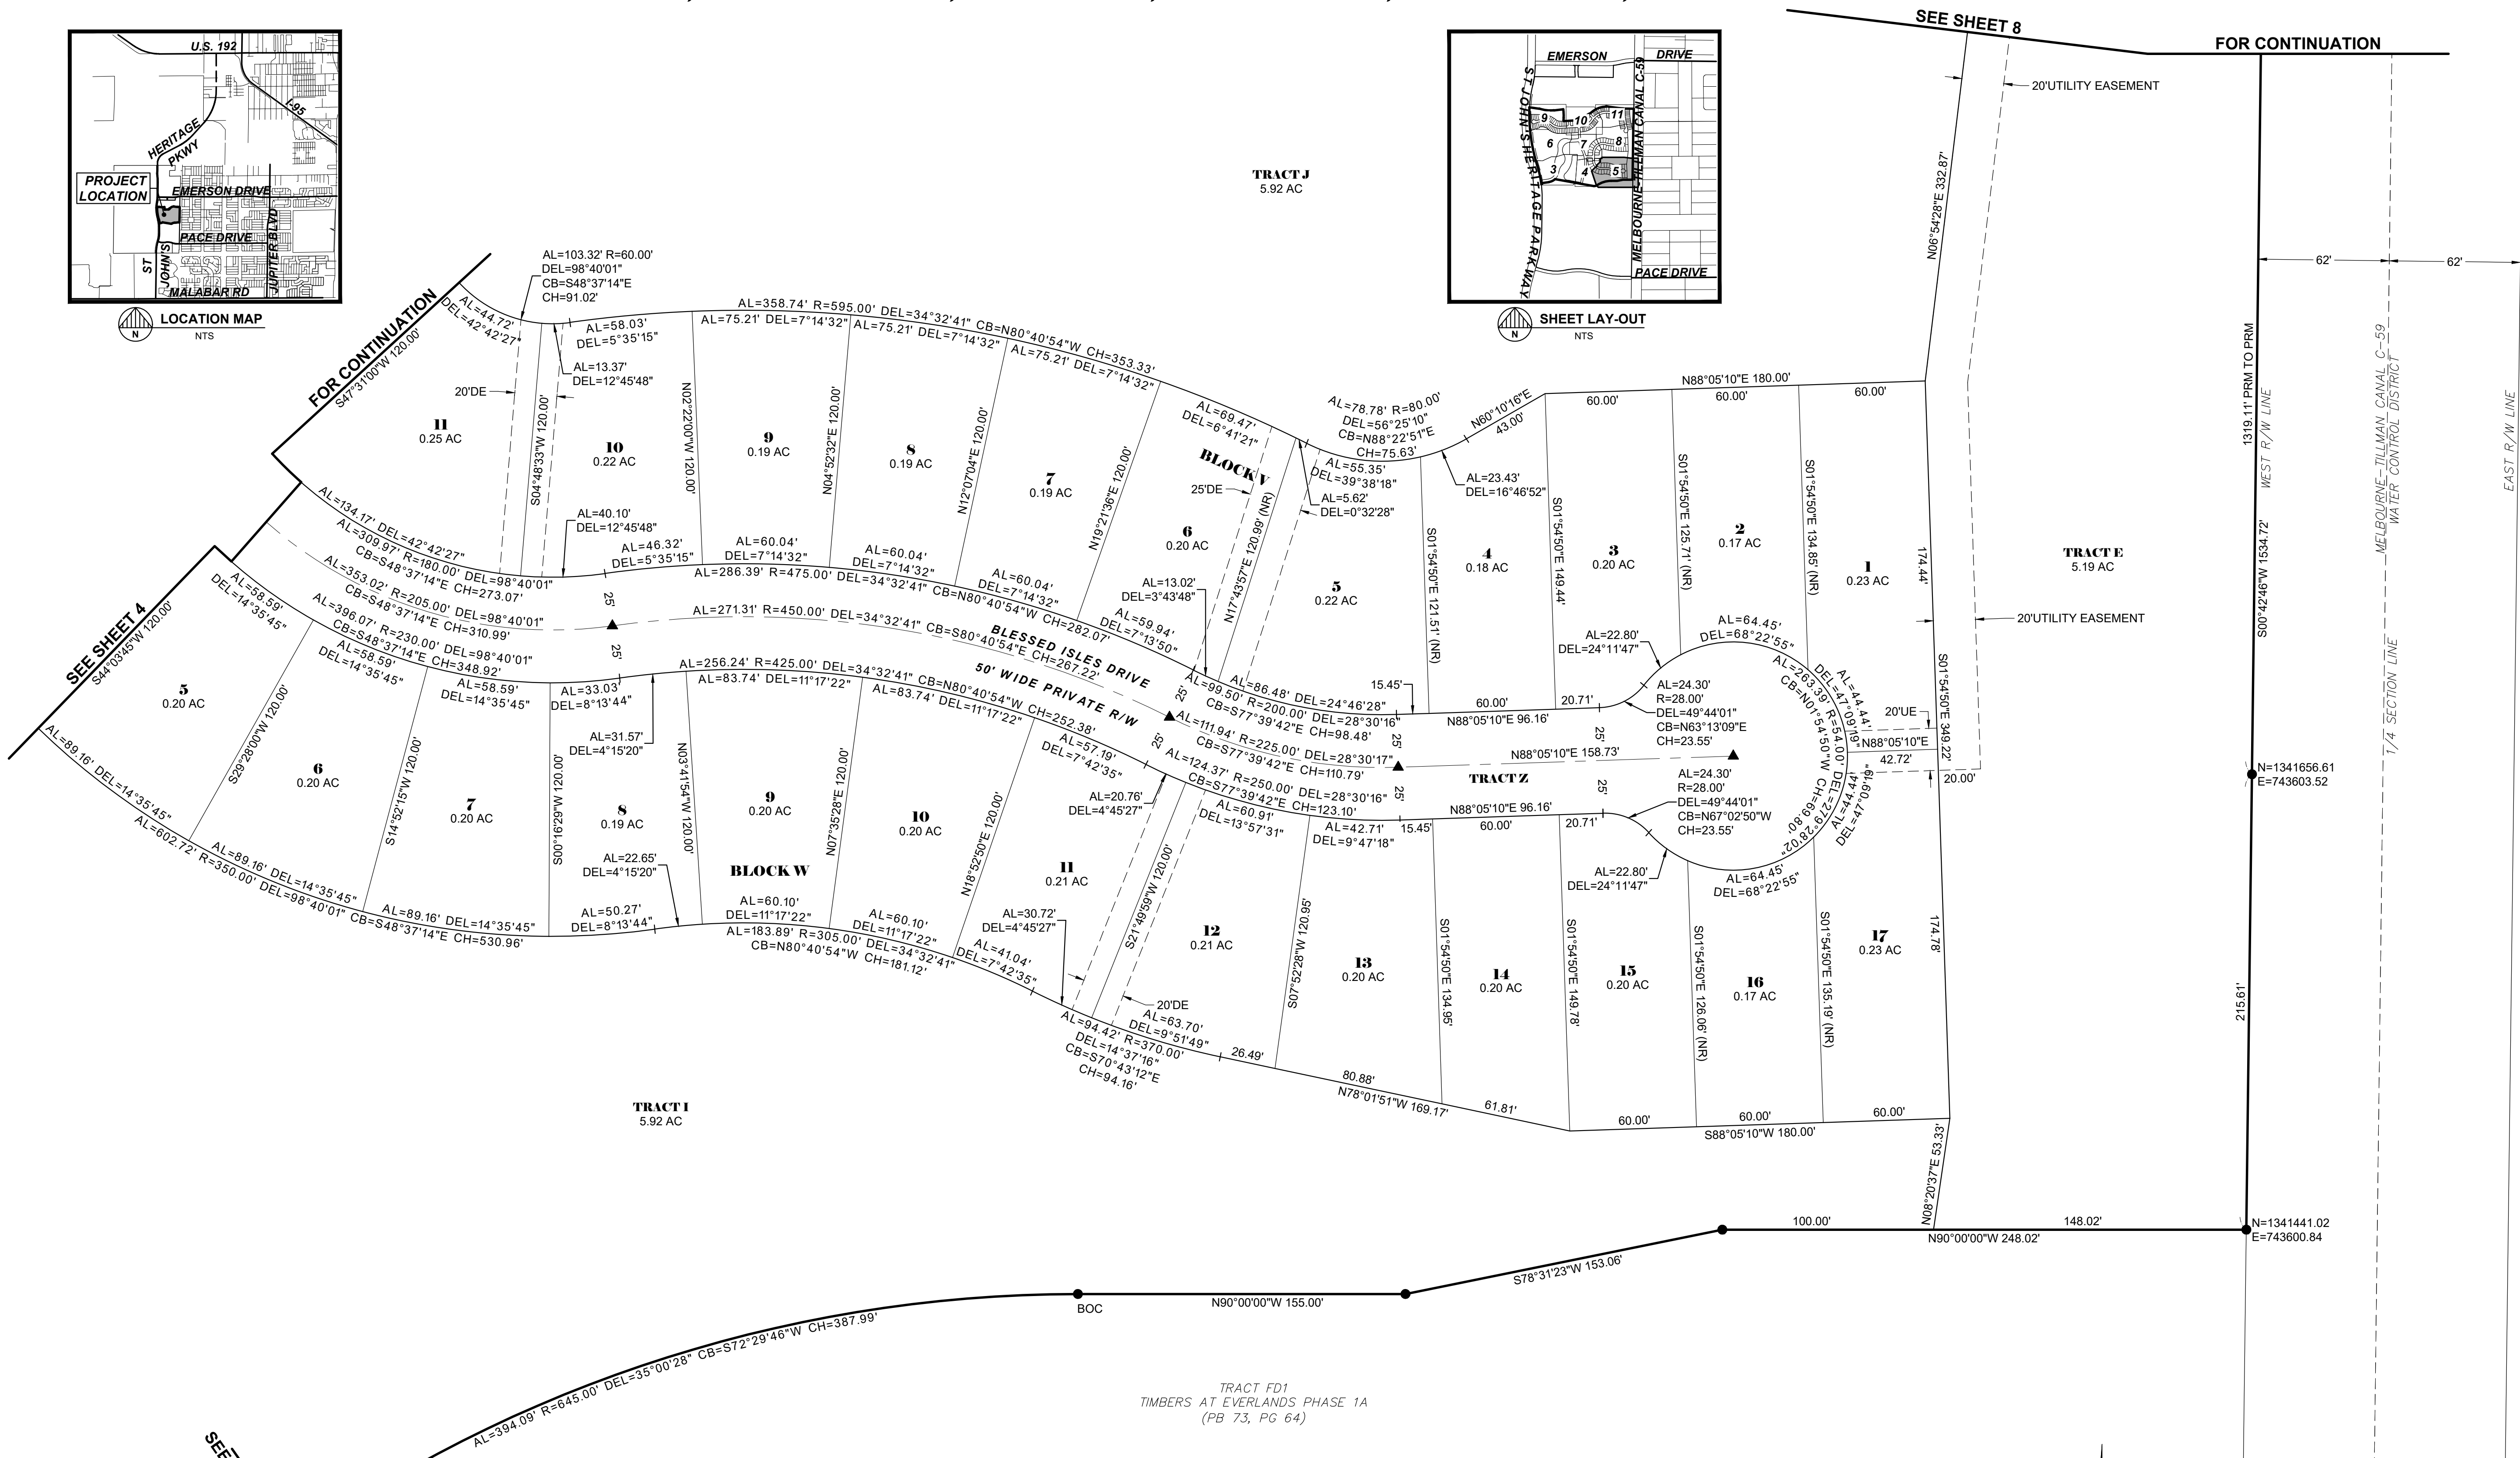 SEE SHEET 8
FOR CONTINUATION
U.S. 192
I-95
HERITAGE
PKWY
PROJECT
LOCATION
EMERSON DRIVE
PACE DRIVE
ST
JOHN'S
JUPITER BLVD
MALABAR RD
N
LOCATION MAP
NTS
EMERSON
DRIVE
ST JOHN'S HERITAGE PARKWAY
MELBOURNE-TILLMAN CANAL C-59
9
10
11
6
7
8
3
4
5
PACE DRIVE
N
SHEET LAY-OUT
NTS
TRACT J
5.92 AC
20'UTILITY EASEMENT
N06°54'28"E 332.87'
62'
62'
1319.11' PRM TO PRM
WEST R/W LINE
MELBOURNE-TILLMAN CANAL C-59
WATER CONTROL DISTRICT
EAST R/W LINE
S00°42'46"W 1534.72'
1/4 SECTION LINE
FOR CONTINUATION
S47°31'00"W 120.00'
AL=44.72'
DEL=42°42'27"
AL=103.32' R=60.00'
DEL=98°40'01"
CB=S48°37'14"E
CH=91.02'
AL=58.03'
DEL=5°35'15"
AL=13.37'
DEL=12°45'48"
20'DE
AL=358.74' R=595.00' DEL=34°32'41" CB=N80°40'54"W CH=353.33'
AL=75.21' DEL=7°14'32"
AL=75.21' DEL=7°14'32"
AL=75.21' DEL=7°14'32"
AL=69.47'
DEL=6°41'21"
AL=78.78' R=80.00'
DEL=56°25'10"
CB=N88°22'51"E
CH=75.63'
N60°10'16"E
43.00'
AL=55.35'
DEL=39°38'18"
AL=5.62'
DEL=0°32'28"
AL=23.43'
DEL=16°46'52"
N88°05'10"E 180.00'
60.00'
60.00'
60.00'
11
0.25 AC
S04°48'33"W 120.00'
10
0.22 AC
N02°22'00"W 120.00'
9
0.19 AC
N04°52'32"E 120.00'
8
0.19 AC
N12°07'04"E 120.00'
7
0.19 AC
N19°21'36"E 120.00'
BLOCK V
25'DE
6
0.20 AC
N17°43'57"E 120.99' (NR)
5
0.22 AC
S01°54'50"E 121.51' (NR)
4
0.18 AC
S01°54'50"E 149.44'
3
0.20 AC
S01°54'50"E 125.71' (NR)
2
0.17 AC
S01°54'50"E 134.85' (NR)
1
0.23 AC
174.44'
TRACT E
5.19 AC
20'UTILITY EASEMENT
S01°54'50"E 349.22'
AL=134.17' DEL=42°42'27"
AL=309.97' R=180.00' DEL=98°40'01"
CB=S48°37'14"E CH=273.07'
AL=40.10'
DEL=12°45'48"
AL=46.32'
DEL=5°35'15"
AL=60.04'
DEL=7°14'32"
AL=60.04'
DEL=7°14'32"
AL=60.04'
DEL=7°14'32"
AL=59.94'
DEL=7°13'50"
AL=13.02'
DEL=3°43'48"
AL=286.39' R=475.00' DEL=34°32'41" CB=N80°40'54"W CH=282.07'
AL=353.02' R=205.00' DEL=98°40'01"
CB=S48°37'14"E CH=310.99'
25'
25'
AL=271.31' R=450.00' DEL=34°32'41" CB=S80°40'54"E CH=267.22'
BLESSED ISLES DRIVE
50' WIDE PRIVATE R/W
AL=86.48' DEL=24°46'28"
AL=99.50' R=200.00' DEL=28°30'16"
CB=S77°39'42"E CH=98.48'
25'
25'
AL=111.94' R=225.00' DEL=28°30'17"
CB=S77°39'42"E CH=110.79'
AL=124.37' R=250.00' DEL=28°30'16"
CB=S77°39'42"E CH=123.10'
15.45'
60.00'
20.71'
N88°05'10"E 96.16'
25'
25'
25'
25'
N88°05'10"E 158.73'
TRACT Z
N88°05'10"E 96.16'
15.45'
60.00'
20.71'
AL=22.80'
DEL=24°11'47"
AL=64.45'
DEL=68°22'55"
AL=24.30'
R=28.00'
DEL=49°44'01"
CB=N63°13'09"E
CH=23.55'
AL=24.30'
R=28.00'
DEL=49°44'01"
CB=N67°02'50"W
CH=23.55'
AL=263.39' R=54.00' DEL=279°28'02"
CB=N01°54'50"W CH=69.80'
AL=44.44'
DEL=47°09'19"
AL=44.44'
DEL=47°09'19"
20'UE
N88°05'10"E
42.72'
20.00'
AL=22.80'
DEL=24°11'47"
AL=64.45'
DEL=68°22'55"
N=1341656.61
E=743603.52
SEE SHEET 4
S44°03'45"W 120.00'
AL=58.59'
DEL=14°35'45"
AL=396.07' R=230.00' DEL=98°40'01"
CB=S48°37'14"E CH=348.92'
AL=58.59'
DEL=14°35'45"
AL=58.59'
DEL=14°35'45"
AL=33.03'
DEL=8°13'44"
AL=31.57'
DEL=4°15'20"
AL=256.24' R=425.00' DEL=34°32'41" CB=N80°40'54"W CH=252.38'
AL=83.74' DEL=11°17'22"
AL=83.74' DEL=11°17'22"
AL=57.19'
DEL=7°42'35"
AL=20.76'
DEL=4°45'27"
AL=60.91'
DEL=13°57'31"
AL=42.71'
DEL=9°47'18"
5
0.20 AC
S29°28'00"W 120.00'
6
0.20 AC
S14°52'15"W 120.00'
7
0.20 AC
S00°16'29"W 120.00'
8
0.19 AC
N03°41'54"W 120.00'
9
0.20 AC
BLOCK W
N07°35'28"E 120.00'
10
0.20 AC
N18°52'50"E 120.00'
11
0.21 AC
S21°49'59"W 120.00'
12
0.21 AC
S07°52'28"W 120.95'
13
0.20 AC
S01°54'50"E 134.95'
14
0.20 AC
S01°54'50"E 149.78'
15
0.20 AC
S01°54'50"E 126.06' (NR)
16
0.17 AC
S01°54'50"E 135.19' (NR)
17
0.23 AC
174.78'
215.61'
AL=89.16' DEL=14°35'45"
AL=89.16' DEL=14°35'45"
AL=89.16' DEL=14°35'45"
AL=602.72' R=350.00' DEL=98°40'01" CB=S48°37'14"E CH=530.96'
AL=22.65'
DEL=4°15'20"
AL=50.27'
DEL=8°13'44"
AL=60.10'
DEL=11°17'22"
AL=60.10'
DEL=11°17'22"
AL=41.04'
DEL=7°42'35"
AL=183.89' R=305.00' DEL=34°32'41"
CB=N80°40'54"W CH=181.12'
AL=30.72'
DEL=4°45'27"
20'DE
AL=63.70'
DEL=9°51'49"
AL=94.42' R=370.00'
DEL=14°37'16"
CB=S70°43'12"E
CH=94.16'
26.49'
80.88'
61.81'
N78°01'51"W 169.17'
60.00'
60.00'
60.00'
S88°05'10"W 180.00'
N08°20'37"E 53.33'
TRACT I
5.92 AC
100.00'
148.02'
N90°00'00"W 248.02'
N=1341441.02
E=743600.84
S78°31'23"W 153.06'
BOC
N90°00'00"W 155.00'
AL=394.09' R=645.00' DEL=35°00'28" CB=S72°29'46"W CH=387.99'
TRACT FD1
TIMBERS AT EVERLANDS PHASE 1A
(PB 73, PG 64)
SEE